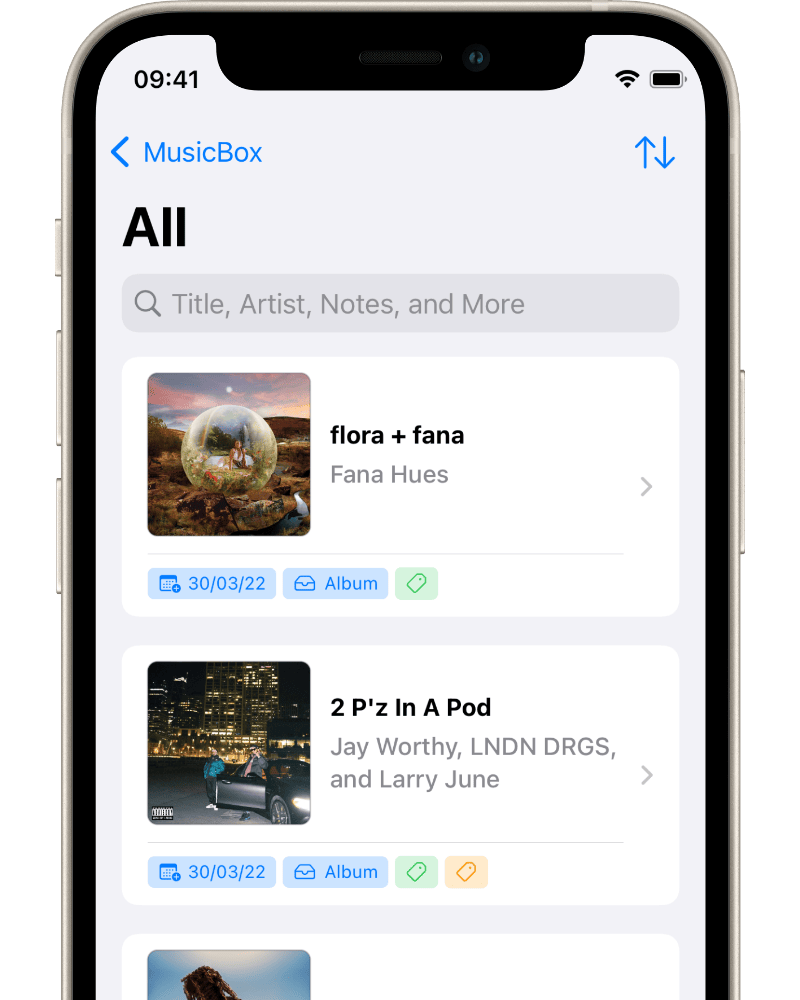 09:41
MusicBox
All
Title, Artist, Notes, and More
flora + fana
Fana Hues
30/03/22
Album
2 P'z In A Pod
Jay Worthy, LNDN DRGS,
and Larry June
30/03/22
Album